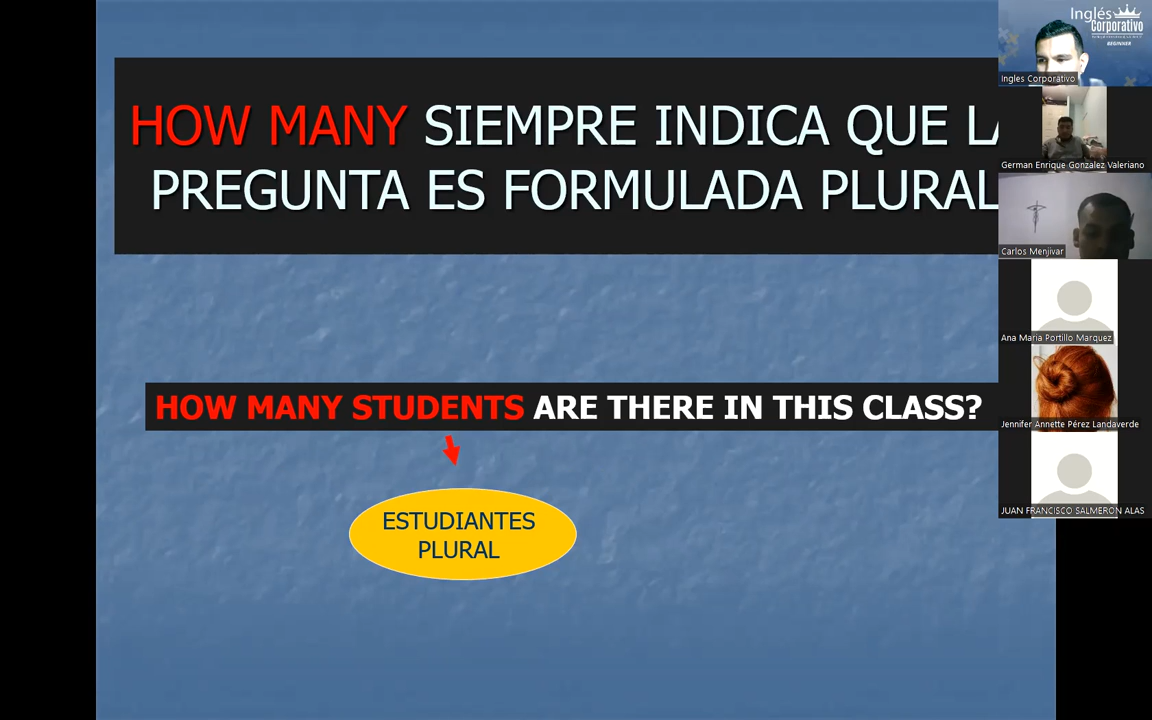 HOW MANY SIEMPRE INDICA QUE LA
PREGUNTA ES FORMULADA PLURAL
HOW MANY STUDENTS ARE THERE IN THIS CLASS?
ESTUDIANTES
PLURAL
Inglés
Corporativo
BEGINNER
Ingles Corporativo
German Enrique Gonzalez Valeriano
Carlos Menjivar
Ana Maria Portillo Marquez
Jennifer Annette Pérez Landaverde
JUAN FRANCISCO SALMERON ALAS